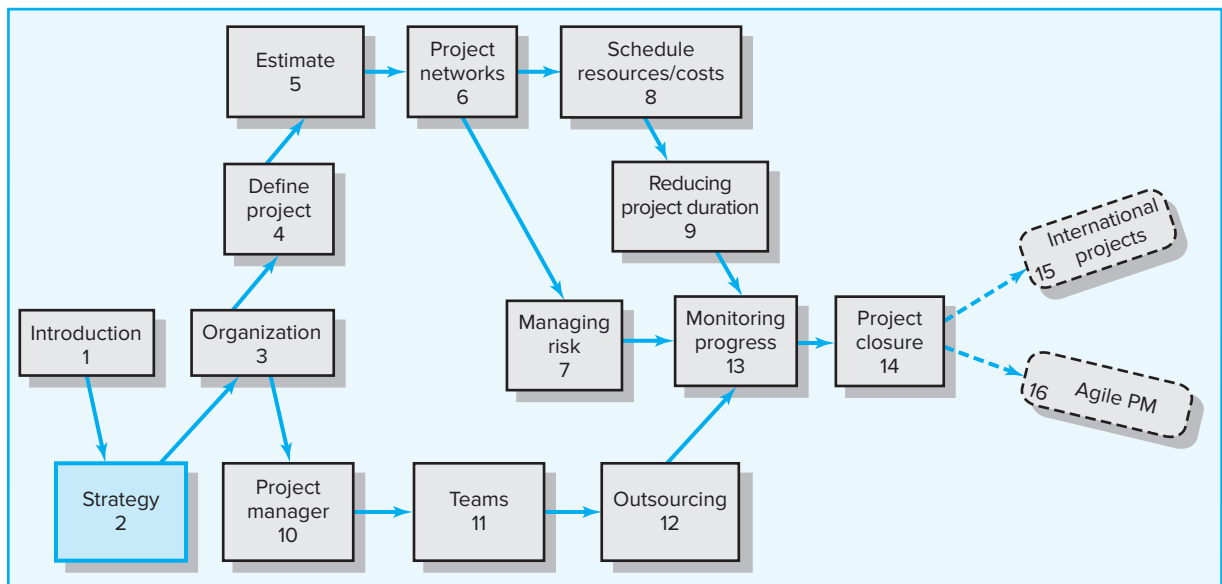 Estimate
5
Project
networks
6
Schedule
resources/costs
8
Define
project
4
Reducing
project duration
9
International
projects
15
Introduction
1
Organization
3
Managing
risk
7
Monitoring
progress
13
Project
closure
14
Agile PM
16
Strategy
2
Project
manager
10
Teams
11
Outsourcing
12